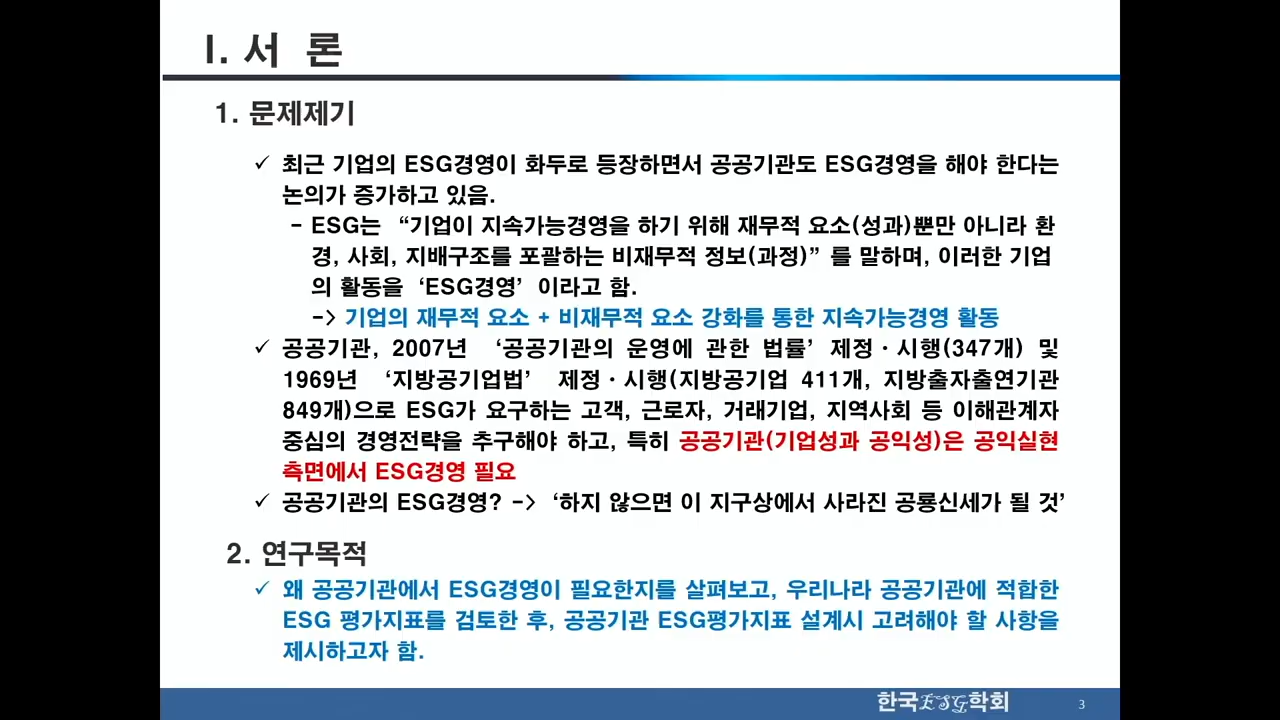 I. 서 론
1. 문제제기
✓ 최근 기업의 ESG경영이 화두로 등장하면서 공공기관도 ESG경영을 해야 한다는
논의가 증가하고 있음.
- ESG는 “기업이 지속가능경영을 하기 위해 재무적 요소(성과)뿐만 아니라 환
경, 사회, 지배구조를 포괄하는 비재무적 정보(과정)” 를 말하며, 이러한 기업
의 활동을 ‘ESG경영’ 이라고 함.
-> 기업의 재무적 요소 + 비재무적 요소 강화를 통한 지속가능경영 활동
✓ 공공기관, 2007년 ‘공공기관의 운영에 관한 법률’ 제정·시행(347개) 및
1969년 ‘지방공기업법’ 제정·시행(지방공기업 411개, 지방출자출연기관
849개)으로 ESG가 요구하는 고객, 근로자, 거래기업, 지역사회 등 이해관계자
중심의 경영전략을 추구해야 하고, 특히 공공기관(기업성과 공익성)은 공익실현
측면에서 ESG경영 필요
✓ 공공기관의 ESG경영? -> ‘하지 않으면 이 지구상에서 사라진 공룡신세가 될 것’
2. 연구목적
✓ 왜 공공기관에서 ESG경영이 필요한지를 살펴보고, 우리나라 공공기관에 적합한
ESG 평가지표를 검토한 후, 공공기관 ESG평가지표 설계시 고려해야 할 사항을
제시하고자 함.
한국ESG학회
3